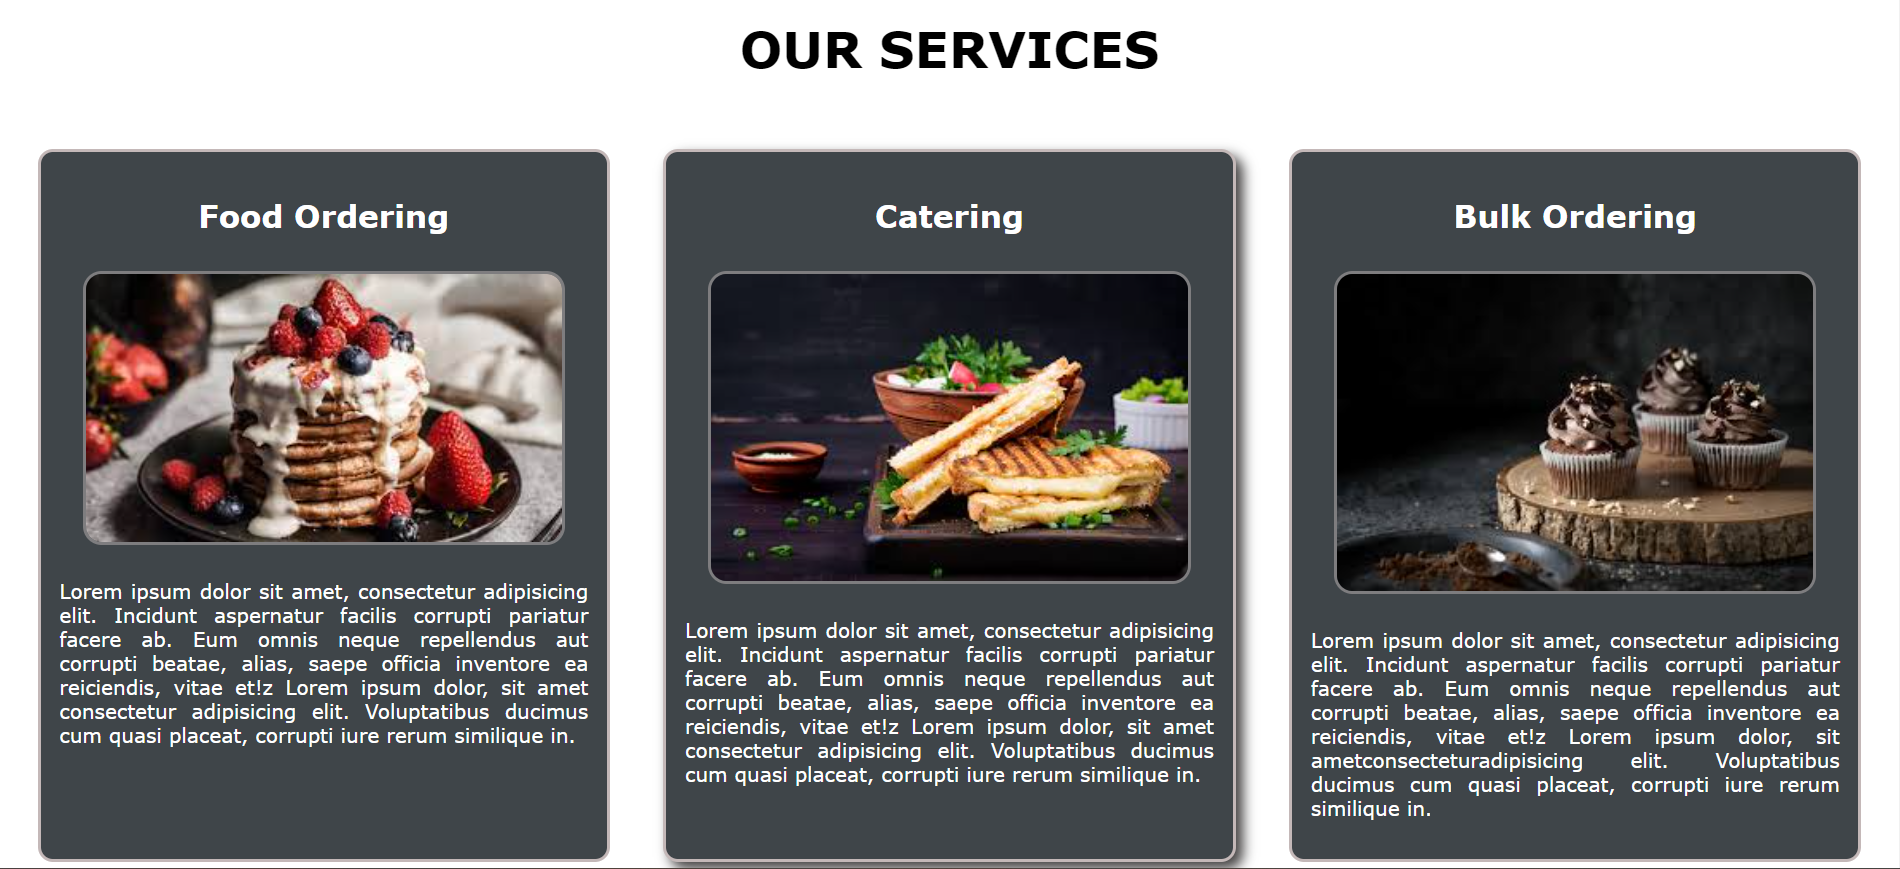 OUR SERVICES
Food Ordering
Lorem ipsum dolor sit amet, consectetur adipisicing
elit. Incidunt aspernatur facilis corrupti pariatur
facere ab. Eum omnis neque repellendus aut
corrupti beatae, alias, saepe officia inventore ea
reiciendis, vitae et!z Lorem ipsum dolor, sit amet
consectetur adipisicing elit. Voluptatibus ducimus
cum quasi placeat, corrupti iure rerum similique in.
Catering
Lorem ipsum dolor sit amet, consectetur adipisicing
elit. Incidunt aspernatur facilis corrupti pariatur
facere ab. Eum omnis neque repellendus aut
corrupti beatae, alias, saepe officia inventore ea
reiciendis, vitae et!z Lorem ipsum dolor, sit amet
consectetur adipisicing elit. Voluptatibus ducimus
cum quasi placeat, corrupti iure rerum similique in.
Bulk Ordering
Lorem ipsum dolor sit amet, consectetur adipisicing
elit. Incidunt aspernatur facilis corrupti pariatur
facere ab. Eum omnis neque repellendus aut
corrupti beatae, alias, saepe officia inventore ea
reiciendis, vitae et!z Lorem ipsum dolor, sit
ametconsecteturadipisicing elit. Voluptatibus
ducimus cum quasi placeat, corrupti iure rerum
similique in.